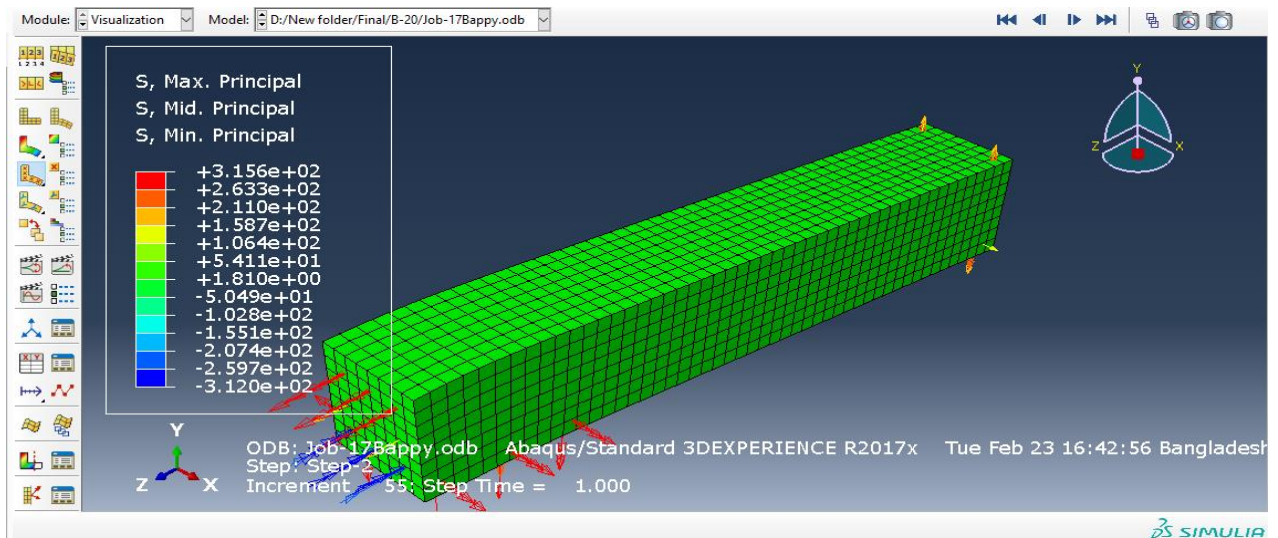 Module: Visualization Model: D:/New folder/Final/B-20/Job-17Bappy.odb
S, Max. Principal
S, Mid. Principal
S, Min. Principal
+3.156e+02
+2.633e+02
+2.110e+02
+1.587e+02
+1.064e+02
+5.411e+01
+1.810e+00
-5.049e+01
-1.028e+02
-1.551e+02
-2.074e+02
-2.597e+02
-3.120e+02
Y
Z X
Y
Z X
ODB: Job-17Bappy.odb Abaqus/Standard 3DEXPERIENCE R2017x Tue Feb 23 16:42:56 Bangladesh
Step: Step-2
Increment 55: Step Time = 1.000
SIMULIA